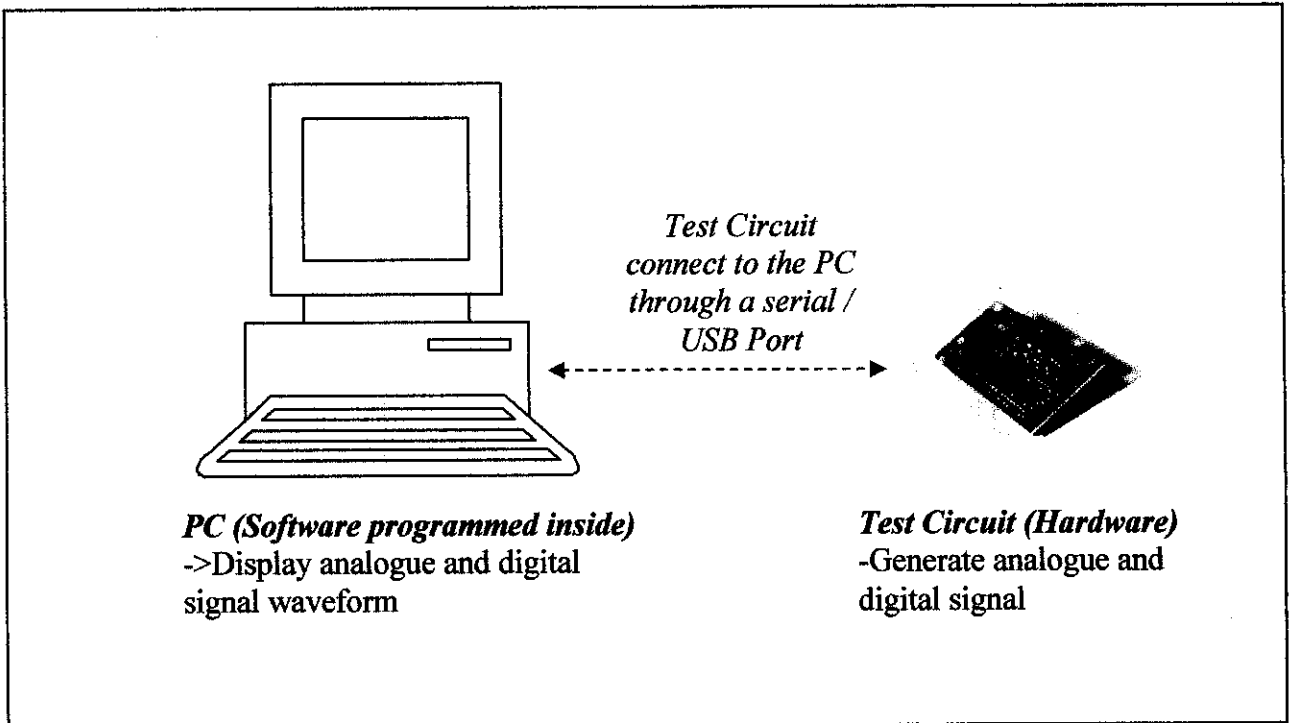 Test Circuit
connect to the PC
through a serial /
USB Port
PC (Software programmed inside)
->Display analogue and digital
signal waveform
Test Circuit (Hardware)
-Generate analogue and
digital signal